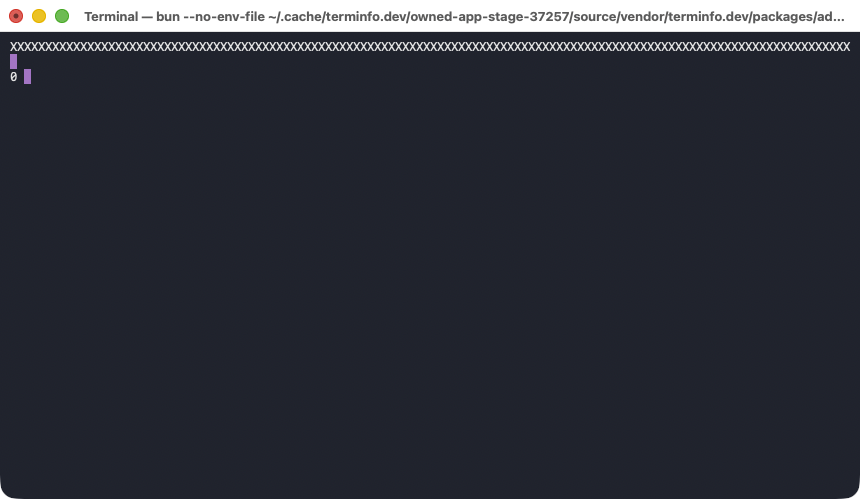 Terminal — bun --no-env-file ~/.cache/terminfo.dev/owned-app-stage-37257/source/vendor/terminfo.dev/packages/ad...
XXXXXXXXXXXXXXXXXXXXXXXXXXXXXXXXXXXXXXXXXXXXXXXXXXXXXXXXXXXXXXXXXXXXXXXXXXXXXXXXXXXXXXXXXXXXXXXXXXXXXXXXXXXXXXXXXXXXXXXX
0